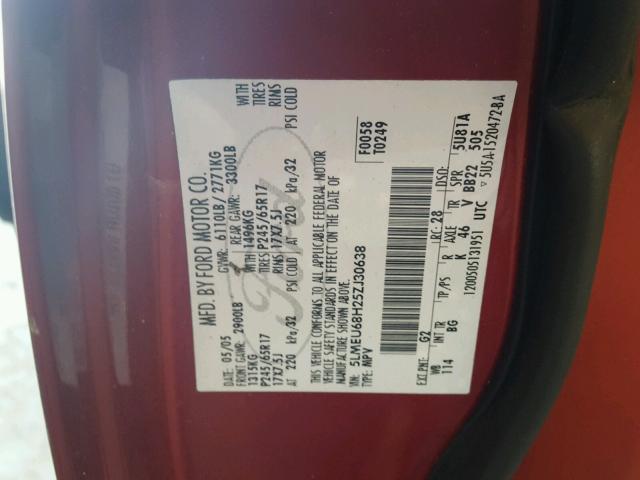 MFD. BY FORD MOTOR CO.
DATE: 05/05 GVWR: 6110LB/ 2771KG
FRONT GAWR: 2900LB REAR GAWR: 3300LB
1315KG WITH 1496KG WITH
P245/65R17 TIRES P245/65R17 TIRES
17X7.5J RIMS 17X7.5J RIMS
AT 220 kPa/32 PSI COLD AT 220 kPa/32 PSI COLD
Ford
THIS VEHICLE CONFORMS TO ALL APPLICABLE FEDERAL MOTOR
VEHICLE SAFETY STANDARDS IN EFFECT ON THE DATE OF
MANUFACTURE SHOWN ABOVE.
VIN: 5LMEU68H25ZJ30638
TYPE: MPV
F0058
T0249
EXT PNT: G2 RC: 28 DSO:
WB INT TR TP/PS R AXLE TR SPR 5U81A
114 BG K 46 V BB22 505
1200505131951 UTC 5U5A-1520472-BA